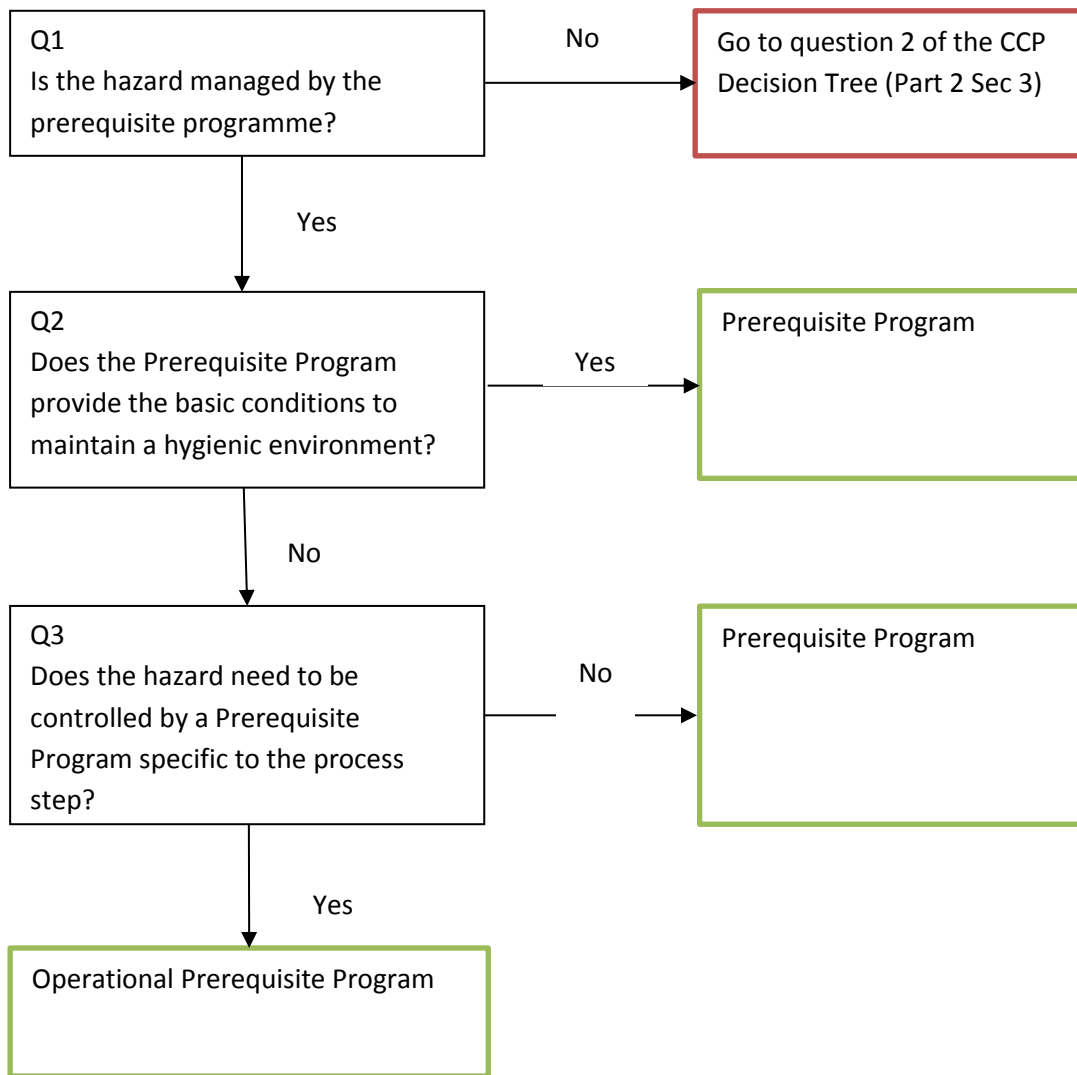 Q1
Is the hazard managed by the
prerequisite programme?
No
Go to question 2 of the CCP
Decision Tree (Part 2 Sec 3)
Yes
Q2
Does the Prerequisite Program
provide the basic conditions to
maintain a hygienic environment?
Yes
Prerequisite Program
No
Q3
Does the hazard need to be
controlled by a Prerequisite
Program specific to the process
step?
No
Prerequisite Program
Yes
Operational Prerequisite Program